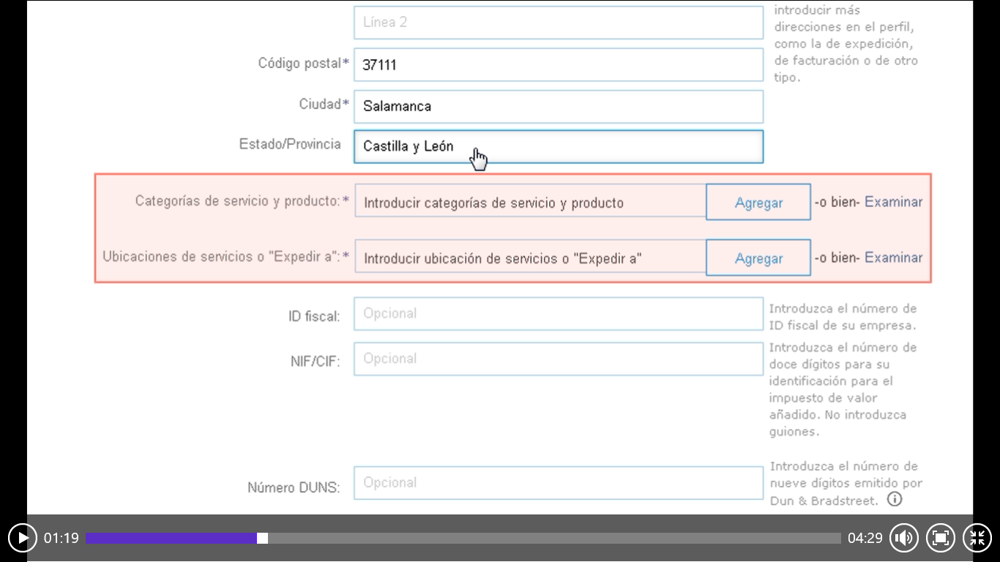 Línea 2
introducir más
direcciones en el perfil,
como la de expedición,
de facturación o de otro
tipo.
Código postal* 37111
Ciudad* Salamanca
Estado/Provincia Castilla y León
Categorías de servicio y producto:* Introducir categorías de servicio y producto Agregar -o bien- Examinar
Ubicaciones de servicios o "Expedir a":* Introducir ubicación de servicios o "Expedir a" Agregar -o bien- Examinar
ID fiscal: Opcional
Introduzca el número de
ID fiscal de su empresa.
NIF/CIF: Opcional
Introduzca el número de
doce dígitos para su
identificación para el
impuesto de valor
añadido. No introduzca
guiones.
Número DUNS: Opcional
Introduzca el número de
nueve dígitos emitido por
Dun & Bradstreet.
01:19 04:29